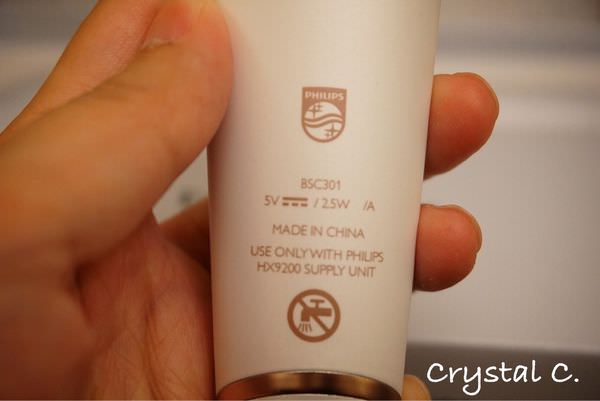 PHILIPS
BSC301
5V ⎓ / 2.5W /A
MADE IN CHINA
USE ONLY WITH PHILIPS
HX9200 SUPPLY UNIT
Crystal C.